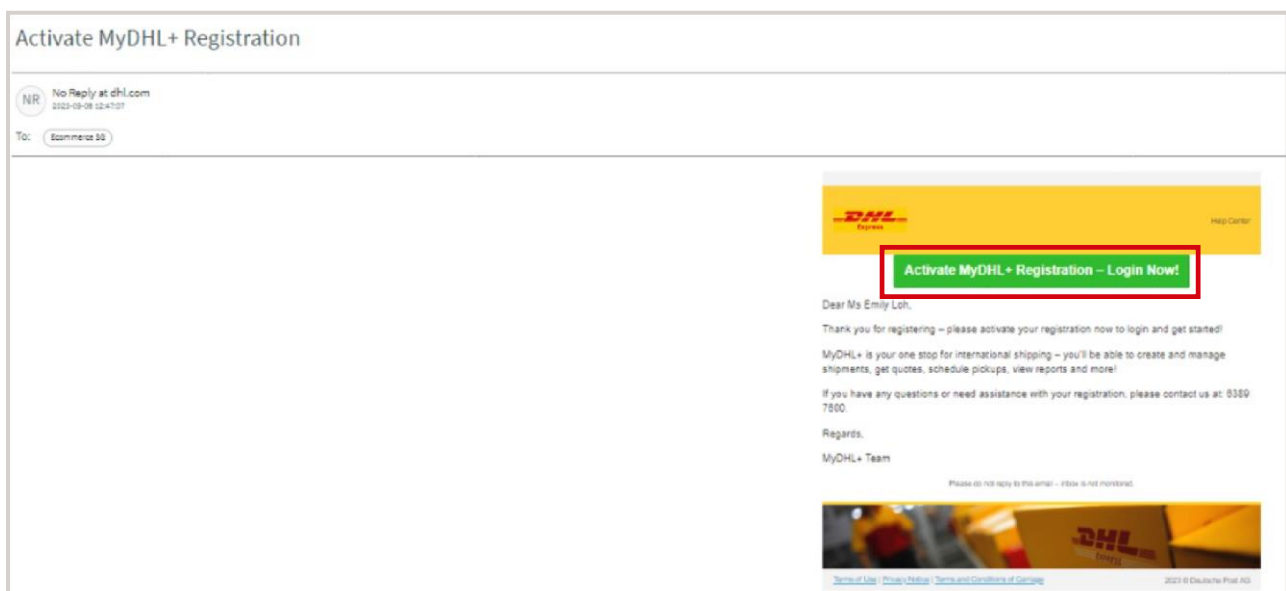 Activate MyDHL+ Registration
NR
No Reply at dhl.com
2023-09-08 12:47:07
To: Ecommerce SG
DHL
Express
Help Center
Activate MyDHL+ Registration – Login Now!
Dear Ms Emily Loh,
Thank you for registering – please activate your registration now to login and get started!
MyDHL+ is your one stop for international shipping – you'll be able to create and manage
shipments, get quotes, schedule pickups, view reports and more!
If you have any questions or need assistance with your registration, please contact us at: 6389
7600.
Regards,
MyDHL+ Team
Please do not reply to this email – inbox is not monitored.
DHL
Terms of Use | Privacy Notice | Terms and Conditions of Carriage
2023 © Deutsche Post AG